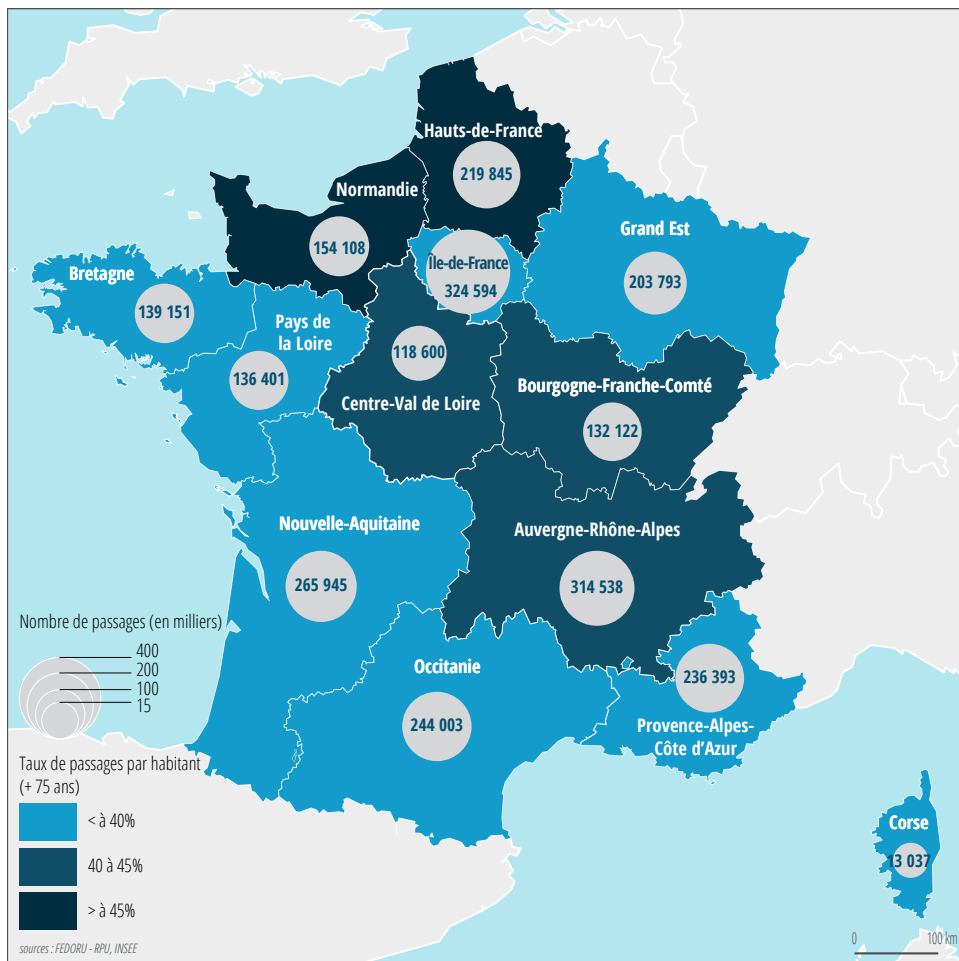 Hauts-de-France
219 845
Normandie
154 108
Île-de-France
324 594
Grand Est
203 793
Bretagne
139 151
Pays de
la Loire
136 401
118 600
Centre-Val de Loire
Bourgogne-Franche-Comté
132 122
Nouvelle-Aquitaine
265 945
Auvergne-Rhône-Alpes
314 538
Occitanie
244 003
236 393
Provence-Alpes-
Côte d'Azur
Corse
13 037
Nombre de passages (en milliers)
400
200
100
15
Taux de passages par habitant
(+ 75 ans)
< à 40%
40 à 45%
> à 45%
sources : FEDORU - RPU, INSEE
0 100 km